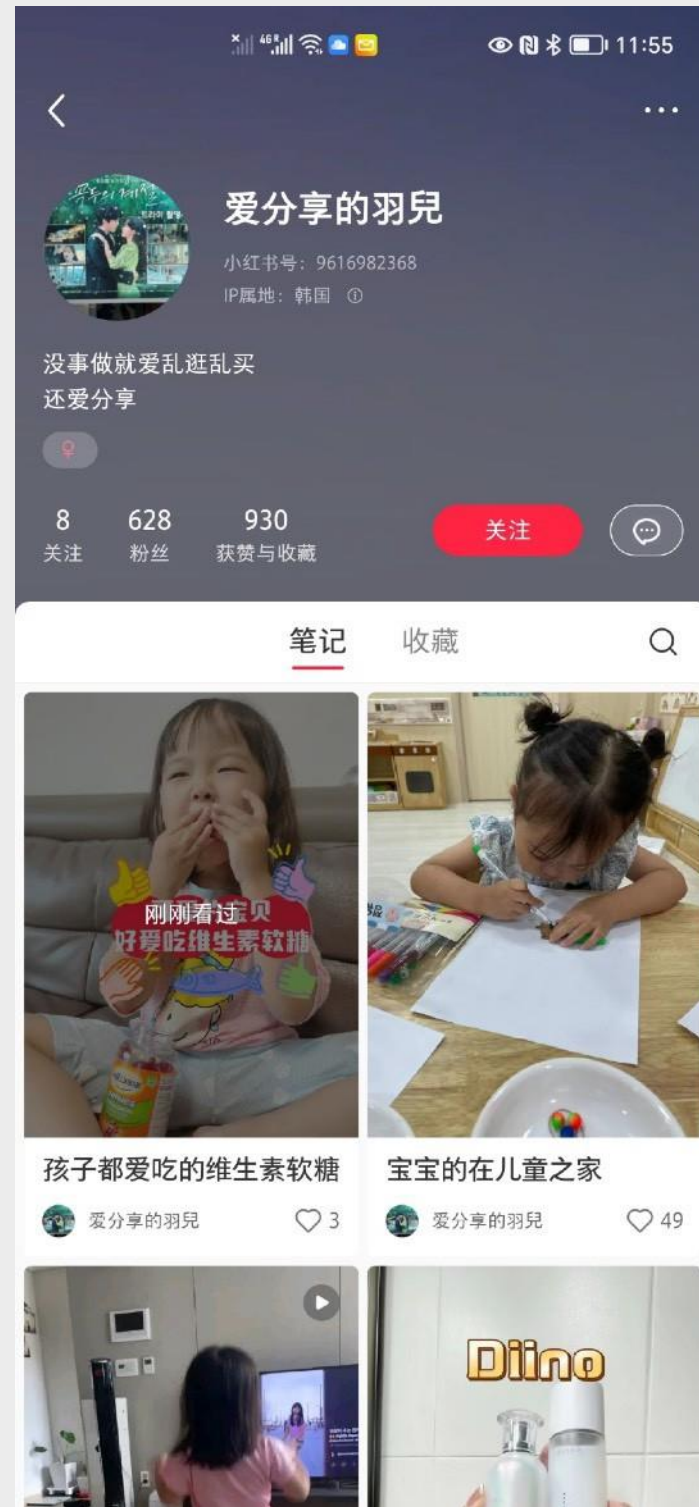 11:55
爱分享的羽兒
小红书号：9616982368
IP属地：韩国
没事做就爱乱逛乱买
还爱分享
8 628 930
关注 粉丝 获赞与收藏
关注
笔记 收藏
刚刚看过
宝贝
好爱吃维生素软糖
孩子都爱吃的维生素软糖
爱分享的羽兒 3
宝宝的在儿童之家
爱分享的羽兒 49
Diino